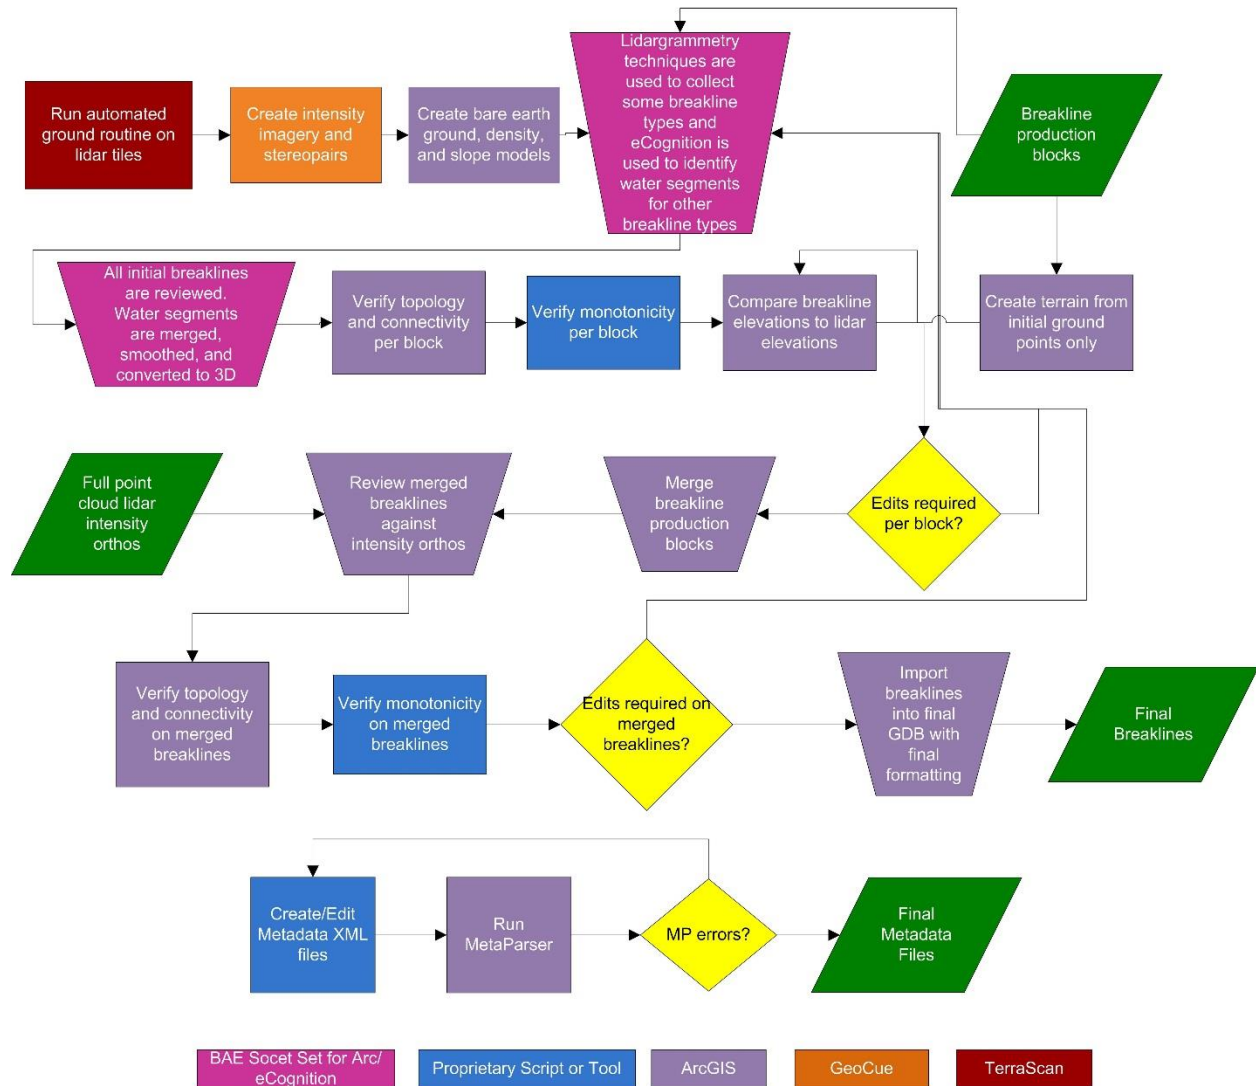 Run automated
ground routine on
lidar tiles
Create intensity
imagery and
stereopairs
Create bare earth
ground, density,
and slope models
Lidargrammetry
techniques are
used to collect
some breakline
types and
eCognition is
used to identify
water segments
for other
breakline types
Breakline
production
blocks
All initial breaklines
are reviewed.
Water segments
are merged,
smoothed, and
converted to 3D
Verify topology
and connectivity
per block
Verify monotonicity
per block
Compare breakline
elevations to lidar
elevations
Create terrain from
initial ground
points only
Full point
cloud lidar
intensity
orthos
Review merged
breaklines
against
intensity orthos
Merge
breakline
production
blocks
Edits required
per block?
Verify topology
and connectivity
on merged
breaklines
Verify monotonicity
on merged
breaklines
Edits required on
merged
breaklines?
Import
breaklines
into final
GDB with
final
formatting
Final
Breaklines
Create/Edit
Metadata XML
files
Run
MetaParser
MP errors?
Final
Metadata
Files
BAE Socet Set for Arc/
eCognition
Proprietary Script or Tool
ArcGIS
GeoCue
TerraScan